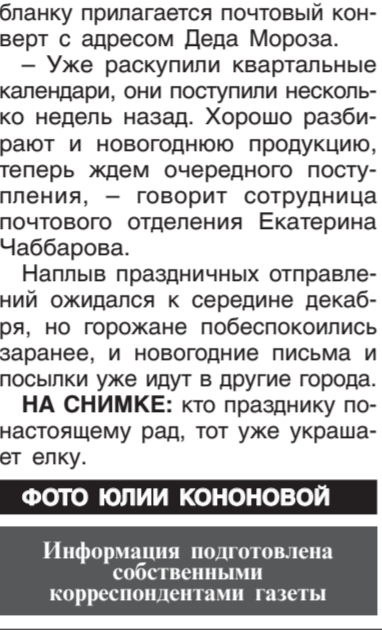 бланку прилагается почтовый кон-
верт с адресом Деда Мороза.
– Уже раскупили квартальные
календари, они поступили несколь-
ко недель назад. Хорошо разби-
рают и новогоднюю продукцию,
теперь ждем очередного посту-
пления, – говорит сотрудница
почтового отделения Екатерина
Чаббарова.
Наплыв праздничных отправле-
ний ожидался к середине декаб-
ря, но горожане побеспокоились
заранее, и новогодние письма и
посылки уже идут в другие города.
НА СНИМКЕ: кто празднику по-
настоящему рад, тот уже украша-
ет елку.
ФОТО ЮЛИИ КОНОНОВОЙ
Информация подготовлена
собственными
корреспондентами газеты